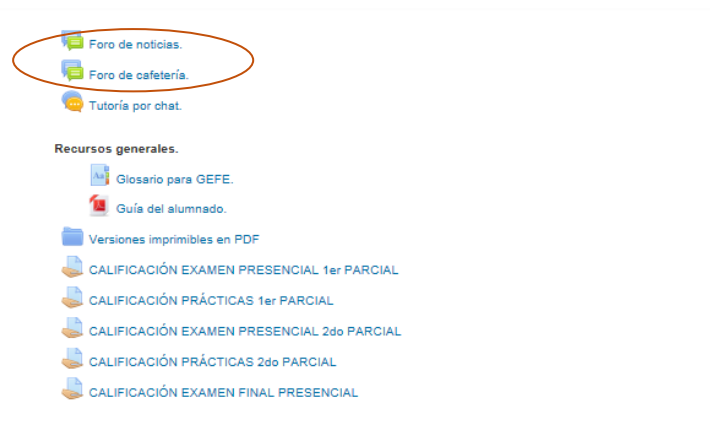 Foro de noticias.
Foro de cafetería.
Tutoría por chat.
Recursos generales.
Glosario para GEFE.
Guía del alumnado.
Versiones imprimibles en PDF
CALIFICACIÓN EXAMEN PRESENCIAL 1er PARCIAL
CALIFICACIÓN PRÁCTICAS 1er PARCIAL
CALIFICACIÓN EXAMEN PRESENCIAL 2do PARCIAL
CALIFICACIÓN PRÁCTICAS 2do PARCIAL
CALIFICACIÓN EXAMEN FINAL PRESENCIAL